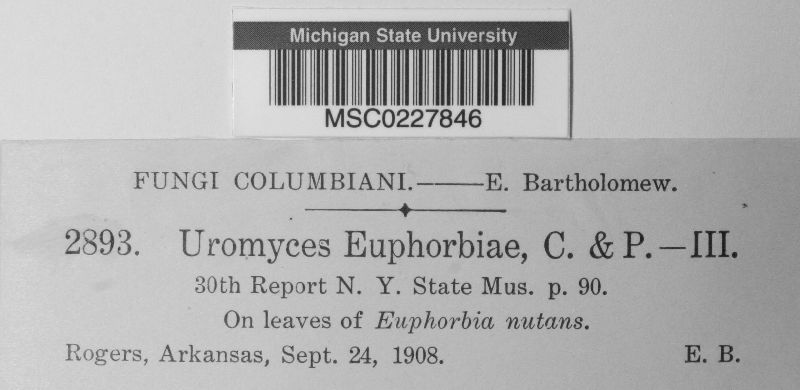 Michigan State University
MSC0227846
FUNGI COLUMBIANI.——E. Bartholomew.
2893. Uromyces Euphorbiae, C. & P.—III.
30th Report N. Y. State Mus. p. 90.
On leaves of Euphorbia nutans.
Rogers, Arkansas, Sept. 24, 1908. E. B.